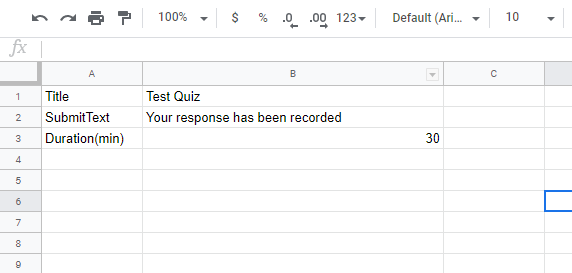 100% $ % .0 .00 123 Default (Ari... 10
fx
A B C
1 Title Test Quiz
2 SubmitText Your response has been recorded
3 Duration(min) 30
4
5
6
7
8
9